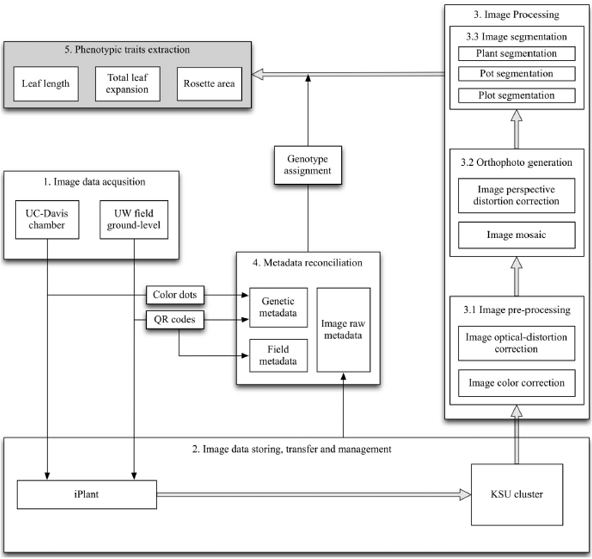 3. Image Processing
3.3 Image segmentation
Plant segmentation
Pot segmentation
Plot segmentation
5. Phenotypic traits extraction
Leaf length
Total leaf
expansion
Rosette area
Genotype
assignment
3.2 Orthophoto generation
Image perspective
distortion correction
Image mosaic
1. Image data acqusition
UC-Davis
chamber
UW field
ground-level
4. Metadata reconciliation
Color dots
Genetic
metadata
QR codes
Image raw
metadata
Field
metadata
3.1 Image pre-processing
Image optical-distortion
correction
Image color correction
2. Image data storing, transfer and management
iPlant
KSU cluster